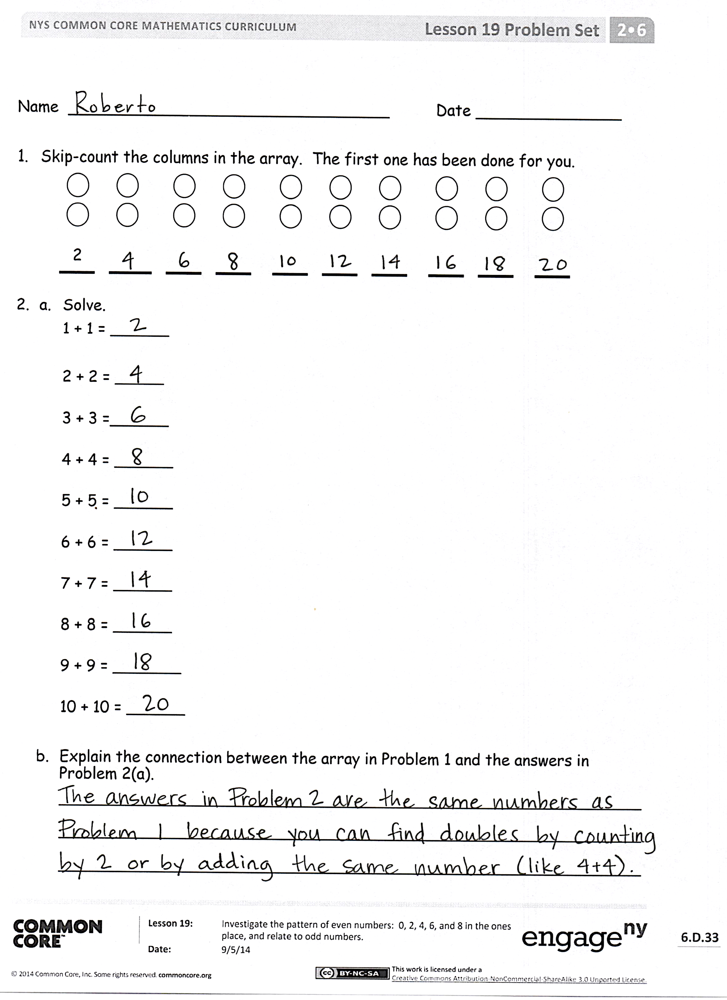 NYS COMMON CORE MATHEMATICS CURRICULUM Lesson 19 Problem Set 2•6
Name Roberto Date
1. Skip-count the columns in the array. The first one has been done for you.
2 4 6 8 10 12 14 16 18 20
2. a. Solve.
1 + 1 = 2
2 + 2 = 4
3 + 3 = 6
4 + 4 = 8
5 + 5 = 10
6 + 6 = 12
7 + 7 = 14
8 + 8 = 16
9 + 9 = 18
10 + 10 = 20
b. Explain the connection between the array in Problem 1 and the answers in
Problem 2(a).
The answers in Problem 2 are the same numbers as
Problem 1 because you can find doubles by counting
by 2 or by adding the same number (like 4+4).
COMMON
CORE™
Lesson 19: Investigate the pattern of even numbers: 0, 2, 4, 6, and 8 in the ones
place, and relate to odd numbers.
Date: 9/5/14
engage ny
6.D.33
© 2014 Common Core, Inc. Some rights reserved. commoncore.org
cc BY-NC-SA
This work is licensed under a
Creative Commons Attribution-NonCommercial-ShareAlike 3.0 Unported License.